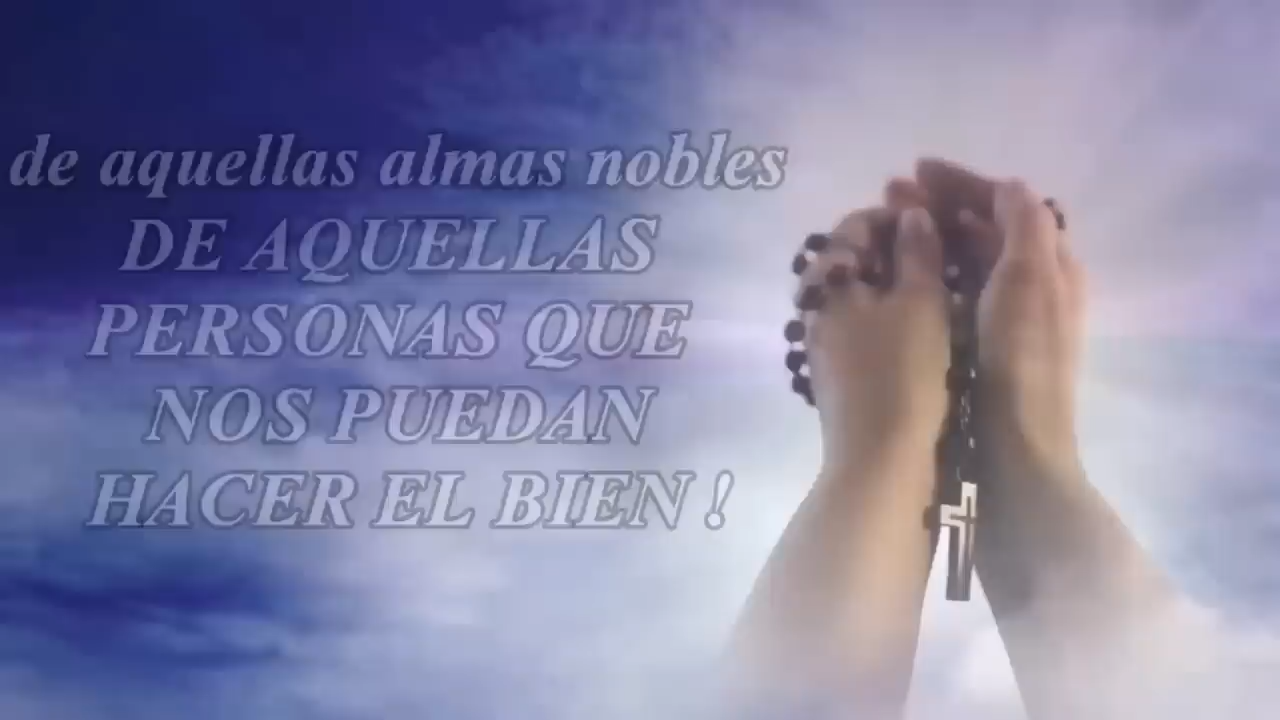 de aquellas almas nobles
DE AQUELLAS
PERSONAS QUE
NOS PUEDAN
HACER EL BIEN !